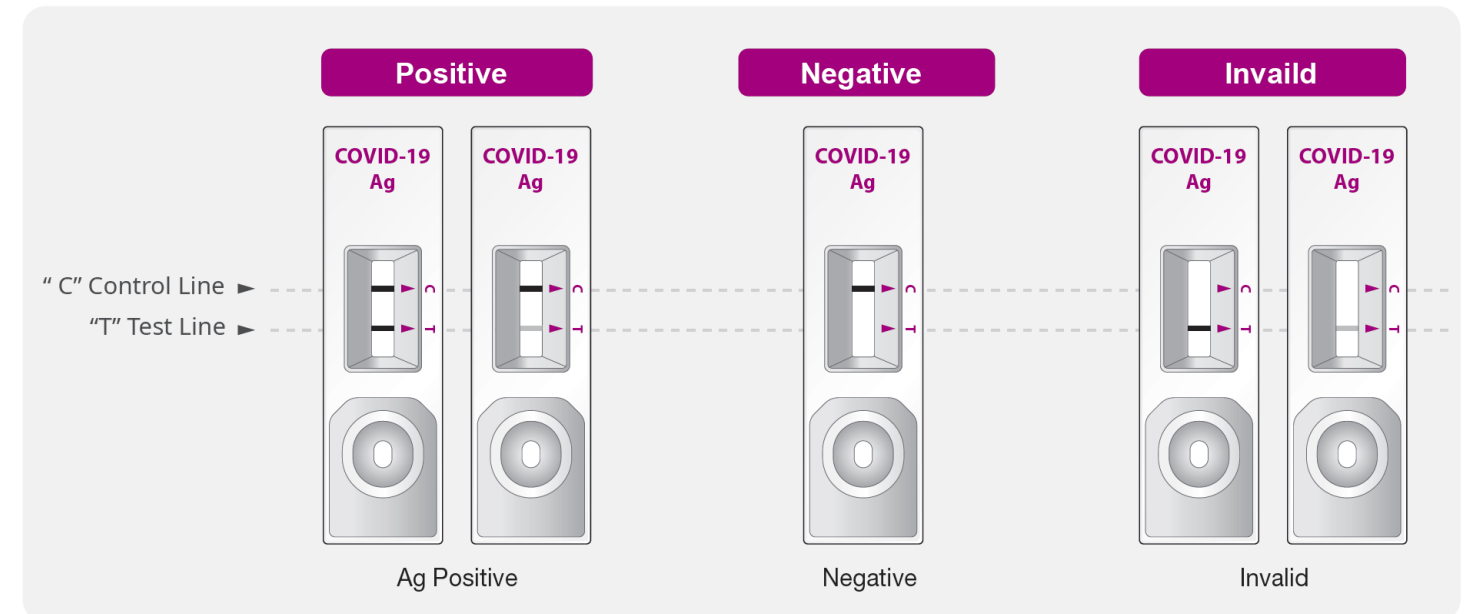 Positive
Negative
Invaild
COVID-19
Ag
COVID-19
Ag
COVID-19
Ag
COVID-19
Ag
COVID-19
Ag
“ C” Control Line ►
“T” Test Line ►
C
T
C
T
C
T
C
T
C
T
Ag Positive
Negative
Invalid